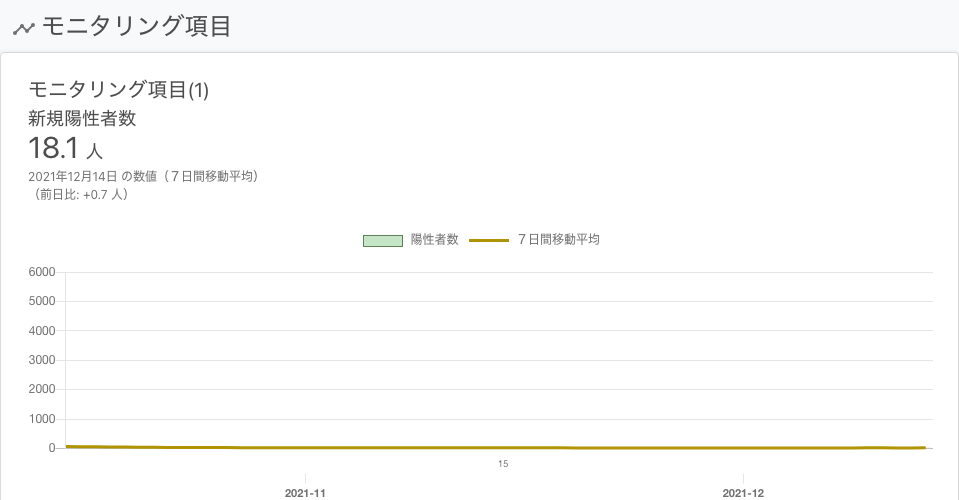 モニタリング項目
モニタリング項目(1)
新規陽性者数
18.1 人
2021年12月14日 の数値（７日間移動平均）
（前日比: +0.7 人）
陽性者数 ７日間移動平均
6000
5000
4000
3000
2000
1000
0
15
2021-11 2021-12